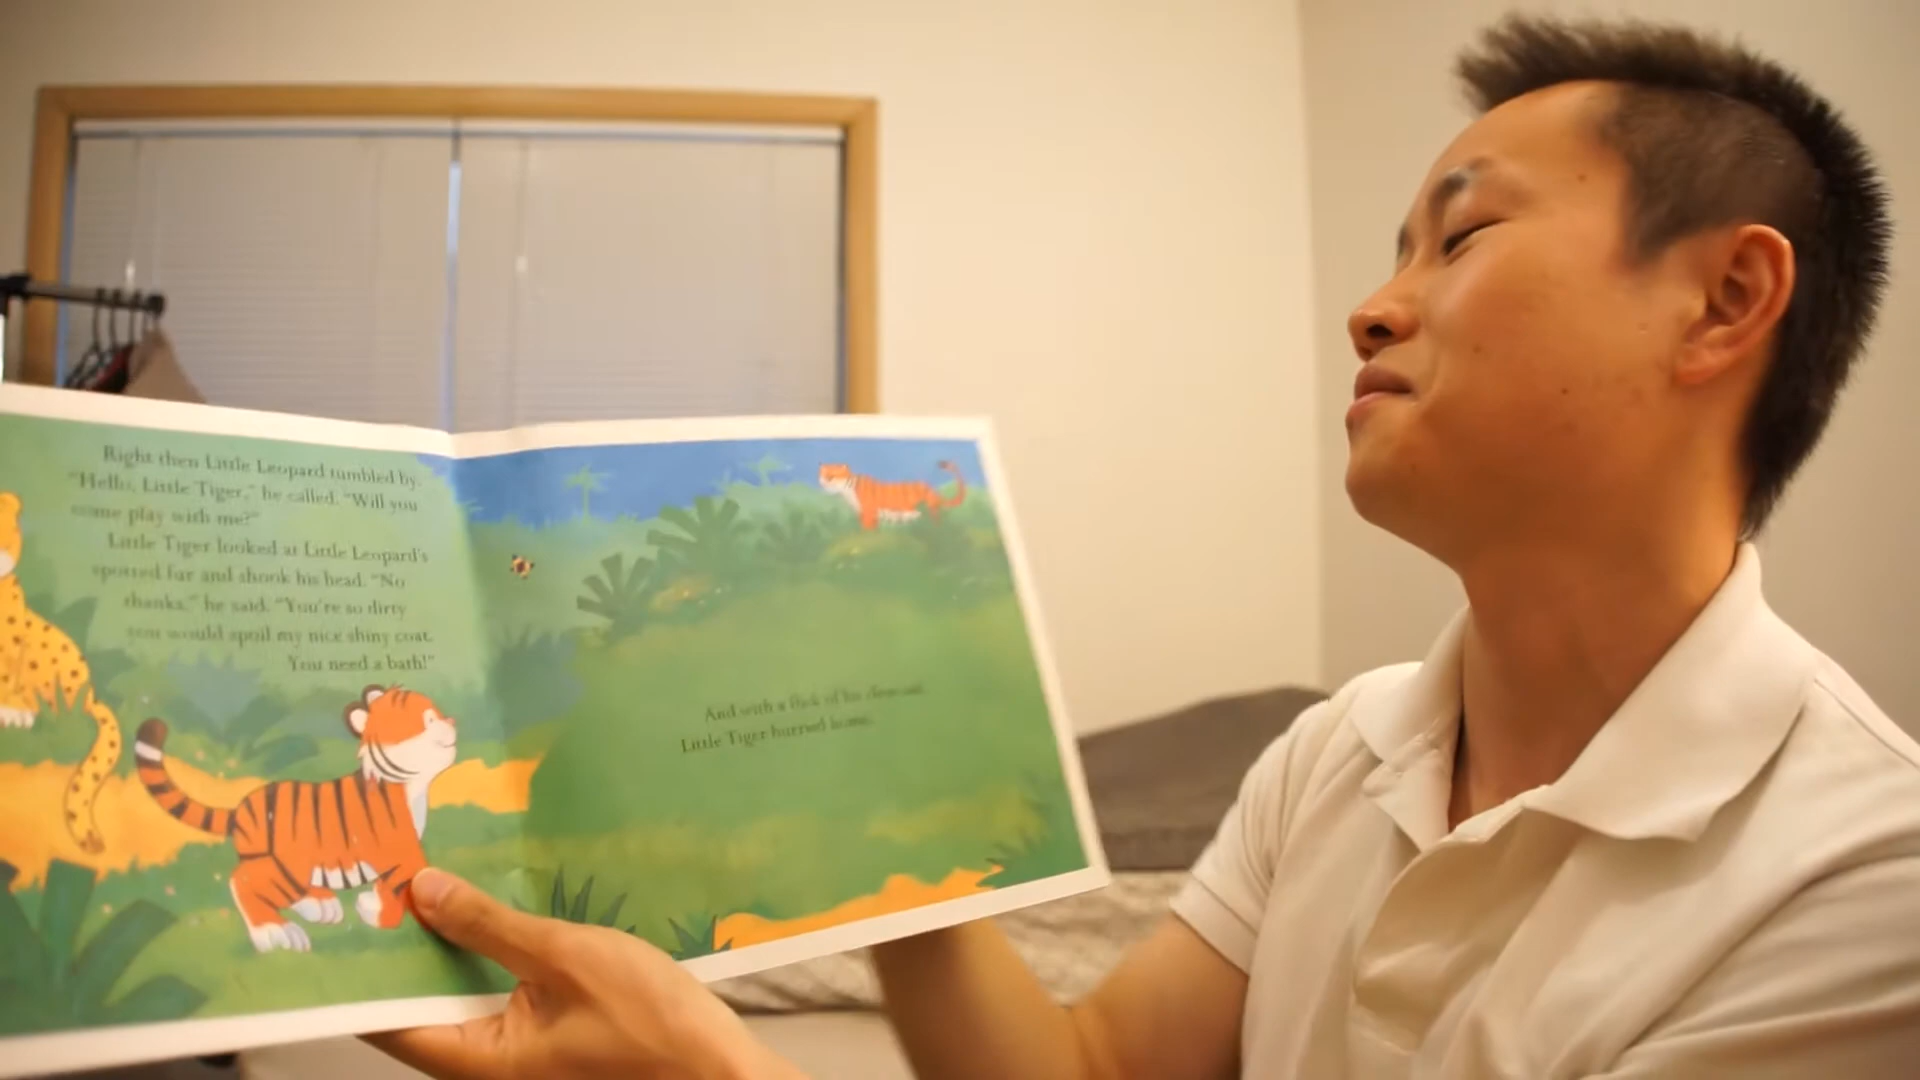 Right then Little Leopard tumbled by.
"Hello, Little Tiger," he called. "Will you
come play with me?"
Little Tiger looked at Little Leopard's
spotted fur and shook his head. "No
thanks," he said. "You're so dirty
you would spoil my nice shiny coat.
You need a bath!"
And with a flick of his clean tail,
Little Tiger hurried home.